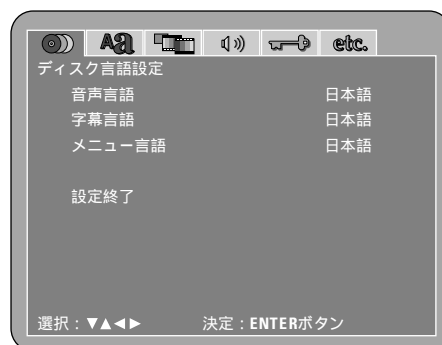 Aあ etc.
ディスク言語設定
音声言語 日本語
字幕言語 日本語
メニュー言語 日本語
設定終了
選択：▼▲◀▶ 決定：ENTERボタン